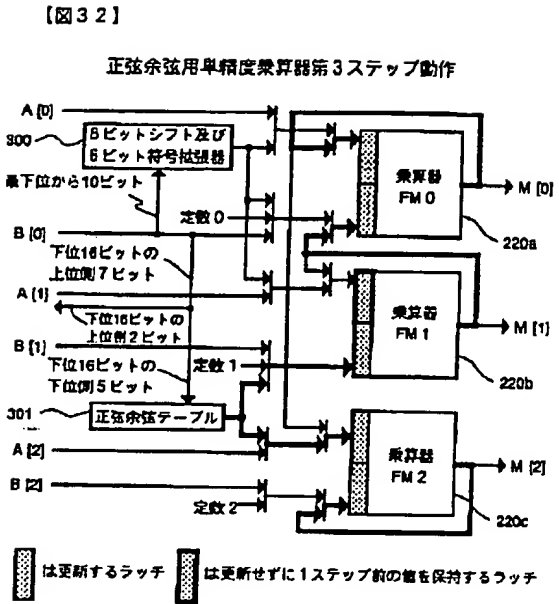 【図32】
正弦余弦用単精度乗算器第3ステップ動作
A [0]
300
8ビットシフト及び
6ビット符号拡張器
最下位から10ビット
定数0
B [0]
下位16ビットの
上位側7ビット
A [1]
下位16ビットの
上位側2ビット
B [1]
定数1
下位16ビットの
下位側5ビット
301
正弦余弦テーブル
A [2]
B [2]
定数2
乗算器
FM0
M [0]
220a
乗算器
FM1
M [1]
220b
乗算器
FM2
M [2]
220c
は更新するラッチ
は更新せずに1ステップ前の値を保持するラッチ